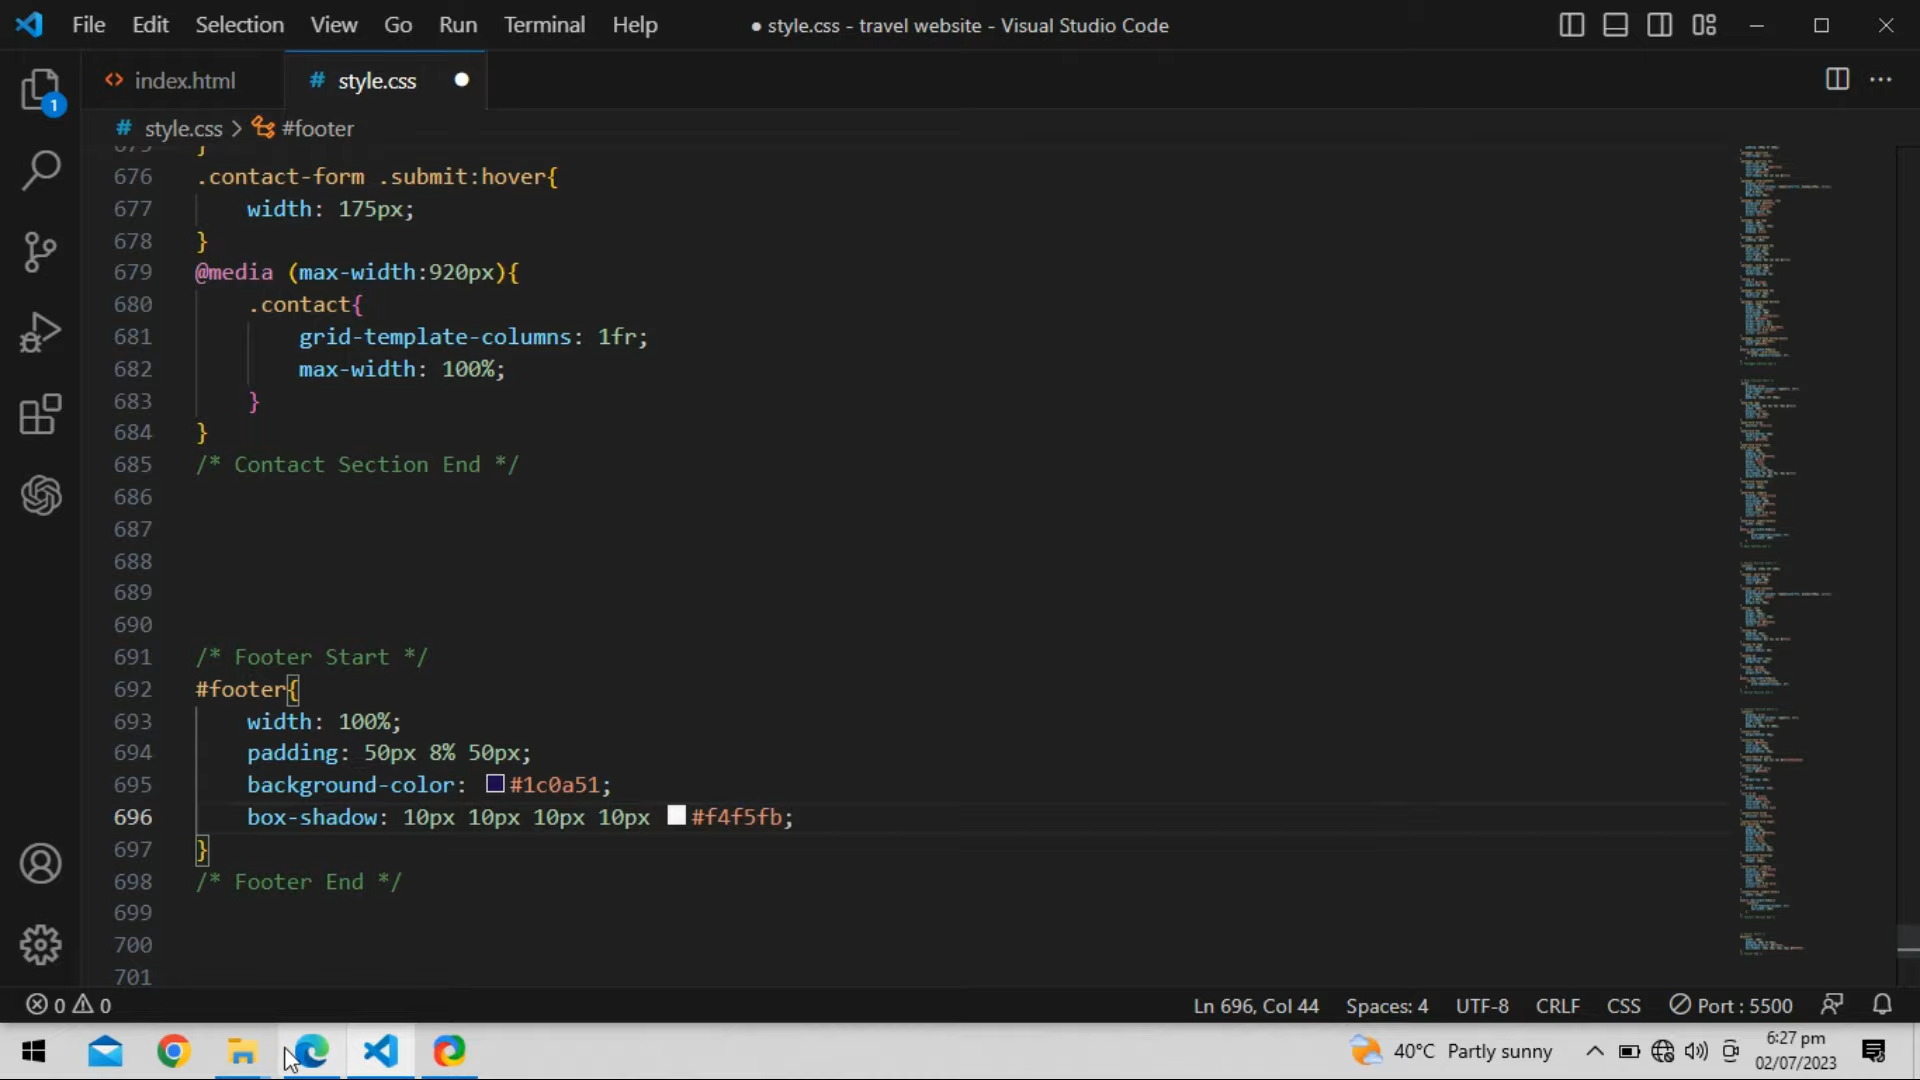 File Edit Selection View Go Run Terminal Help
● style.css - travel website - Visual Studio Code
<> index.html
# style.css ●
# style.css > #footer
1
}
676 .contact-form .submit:hover{
677 width: 175px;
678 }
679 @media (max-width:920px){
680 .contact{
681 grid-template-columns: 1fr;
682 max-width: 100%;
683 }
684 }
685 /* Contact Section End */
686
687
688
689
690
691 /* Footer Start */
692 #footer{
693 width: 100%;
694 padding: 50px 8% 50px;
695 background-color: #1c0a51;
696 box-shadow: 10px 10px 10px 10px #f4f5fb;
697 }
698 /* Footer End */
699
700
701
0 0
Ln 696, Col 44 Spaces: 4 UTF-8 CRLF CSS Port : 5500
40°C Partly sunny
6:27 pm
02/07/2023